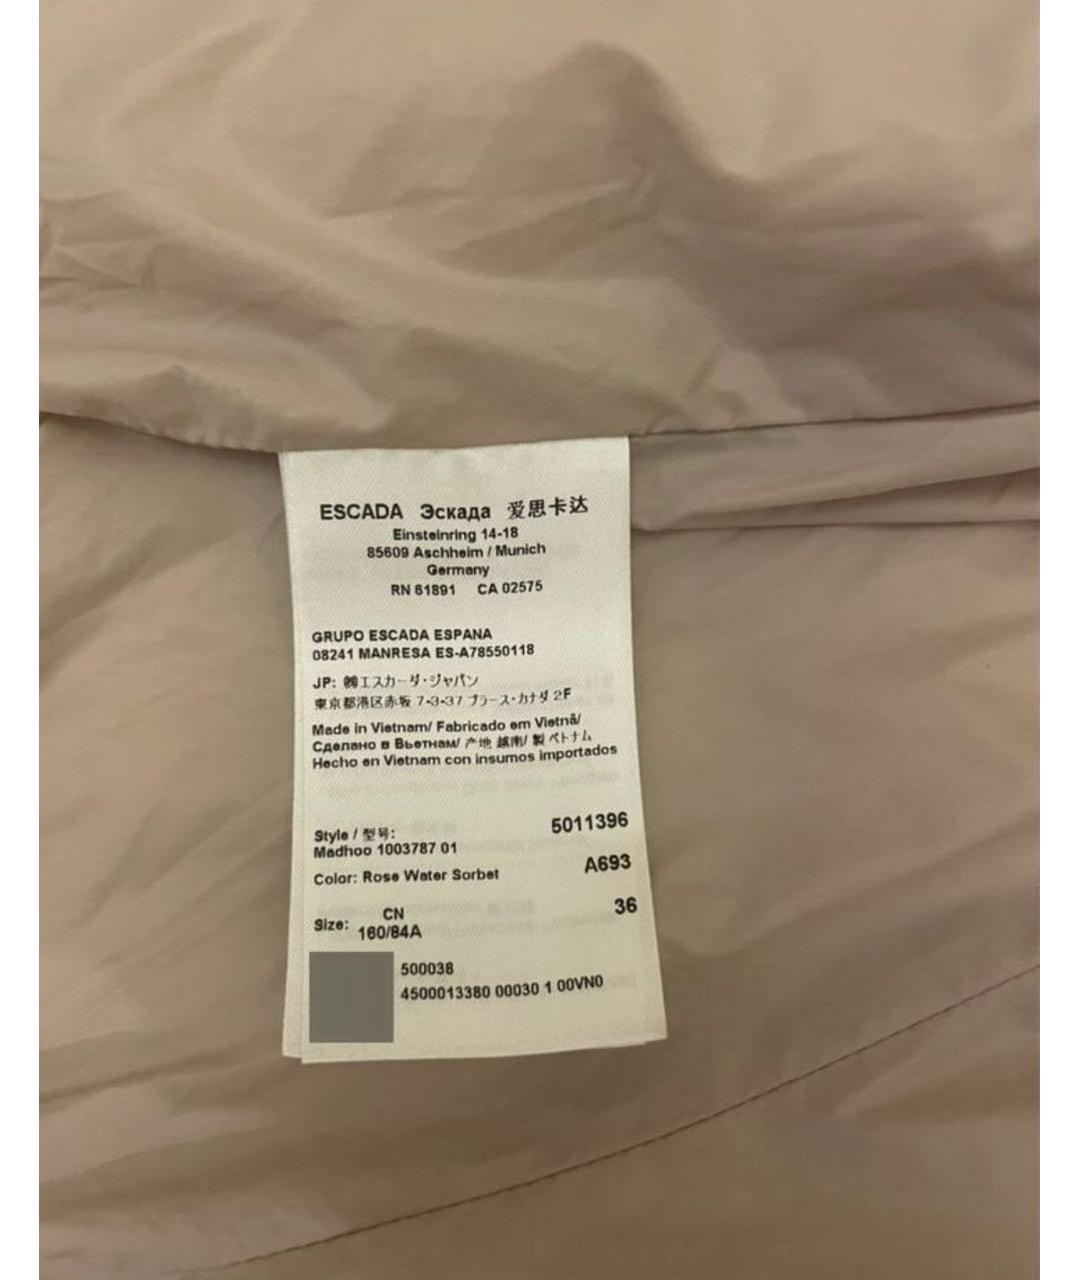 ESCADA Эскада 爱思卡达
Einsteinring 14-18
85609 Aschheim / Munich
Germany
RN 61891 CA 02575
GRUPO ESCADA ESPANA
08241 MANRESA ES-A78550118
JP: ㈱エスカーダ・ジャパン
東京都港区赤坂 7-3-37 プラース・カナダ 2F
Made in Vietnam/ Fabricado em Vietnã/
Сделано в Вьетнам/ 产地 越南/ 製 ベトナム
Hecho en Vietnam con insumos importados
Style / 型号: 5011396
Madhoo 1003787 01
Color: Rose Water Sorbet A693
Size: CN 36
160/84A
500038
4500013380 00030 1 00VN0